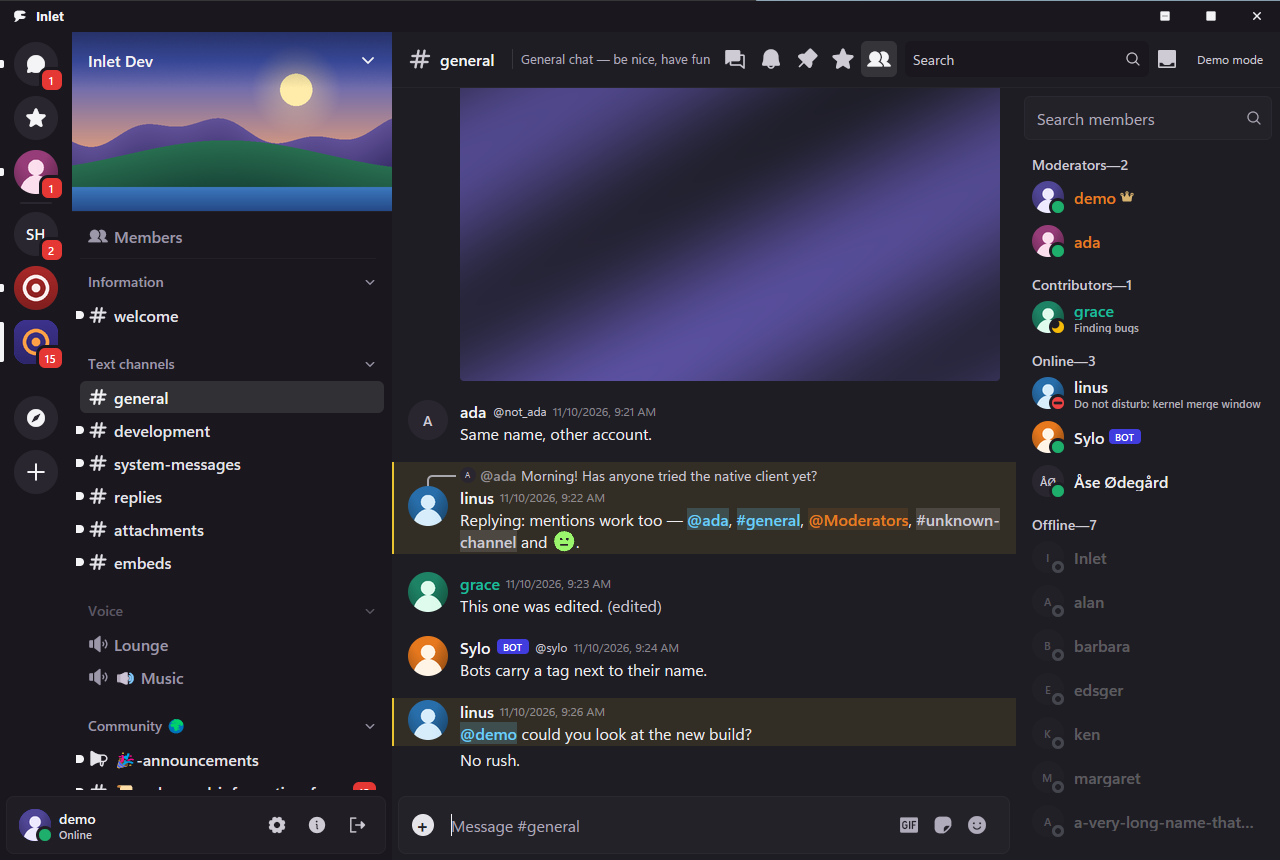 Inlet
1
1
SH
2
15
Inlet Dev
Members
Information
welcome
Text channels
general
development
system-messages
replies
attachments
embeds
Voice
Lounge
Music
Community
-announcements
demo
Online
general
General chat — be nice, have fun
Search
Demo mode
A
ada @not_ada 11/10/2026, 9:21 AM
Same name, other account.
A @ada Morning! Has anyone tried the native client yet?
linus 11/10/2026, 9:22 AM
Replying: mentions work too — @ada, #general, @Moderators, #unknown-
channel and .
grace 11/10/2026, 9:23 AM
This one was edited. (edited)
Sylo BOT @sylo 11/10/2026, 9:24 AM
Bots carry a tag next to their name.
linus 11/10/2026, 9:26 AM
@demo could you look at the new build?
No rush.
Message #general
GIF
Search members
Moderators—2
demo
ada
Contributors—1
grace
Finding bugs
Online—3
linus
Do not disturb: kernel merge window
Sylo BOT
ÅØ Åse Ødegård
Offline—7
I Inlet
A alan
B barbara
E edsger
K ken
M margaret
A a-very-long-name-that...